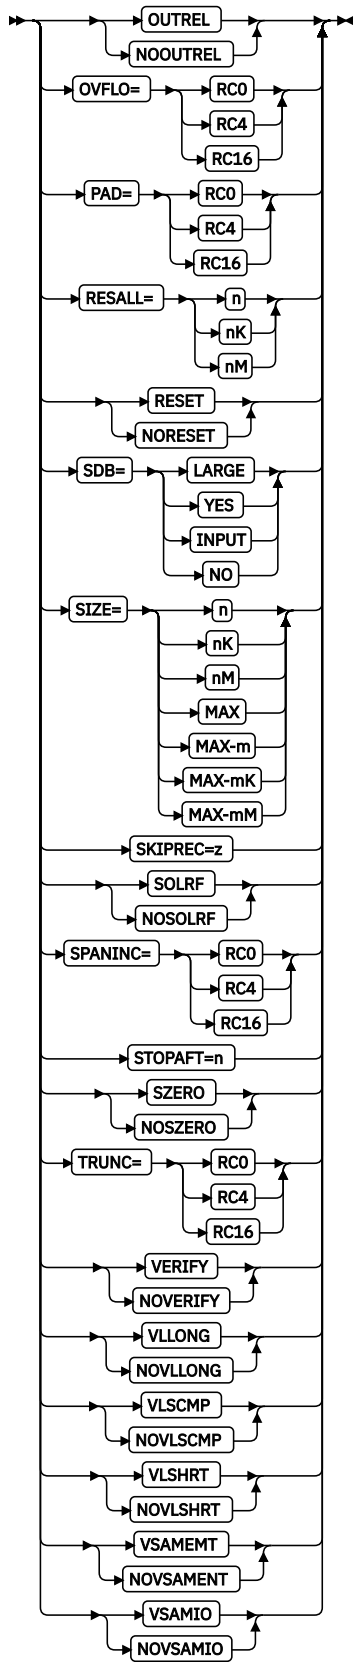 OUTREL
NOOUTREL
OVFLO= RC0
RC4
RC16
PAD= RC0
RC4
RC16
RESALL= n
nK
nM
RESET
NORESET
SDB= LARGE
YES
INPUT
NO
SIZE= n
nK
nM
MAX
MAX-m
MAX-mK
MAX-mM
SKIPREC=z
SOLRF
NOSOLRF
SPANINC= RC0
RC4
RC16
STOPAFT=n
SZERO
NOSZERO
TRUNC= RC0
RC4
RC16
VERIFY
NOVERIFY
VLLONG
NOVLLONG
VLSCMP
NOVLSCMP
VLSHRT
NOVLSHRT
VSAMEMT
NOVSAMENT
VSAMIO
NOVSAMIO